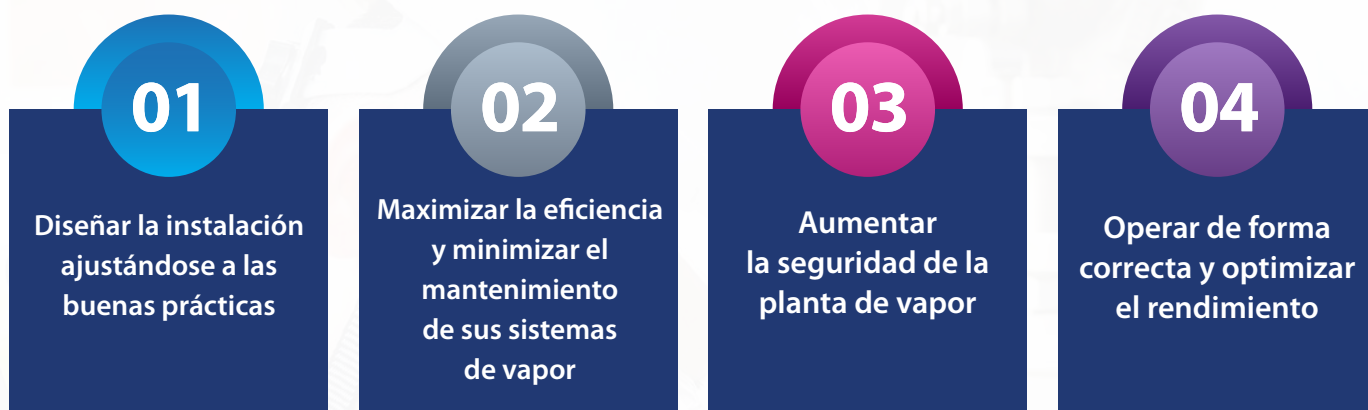 01
Diseñar la instalación
ajustándose a las
buenas prácticas
02
Maximizar la eficiencia
y minimizar el
mantenimiento
de sus sistemas
de vapor
03
Aumentar
la seguridad de la
planta de vapor
04
Operar de forma
correcta y optimizar
el rendimiento